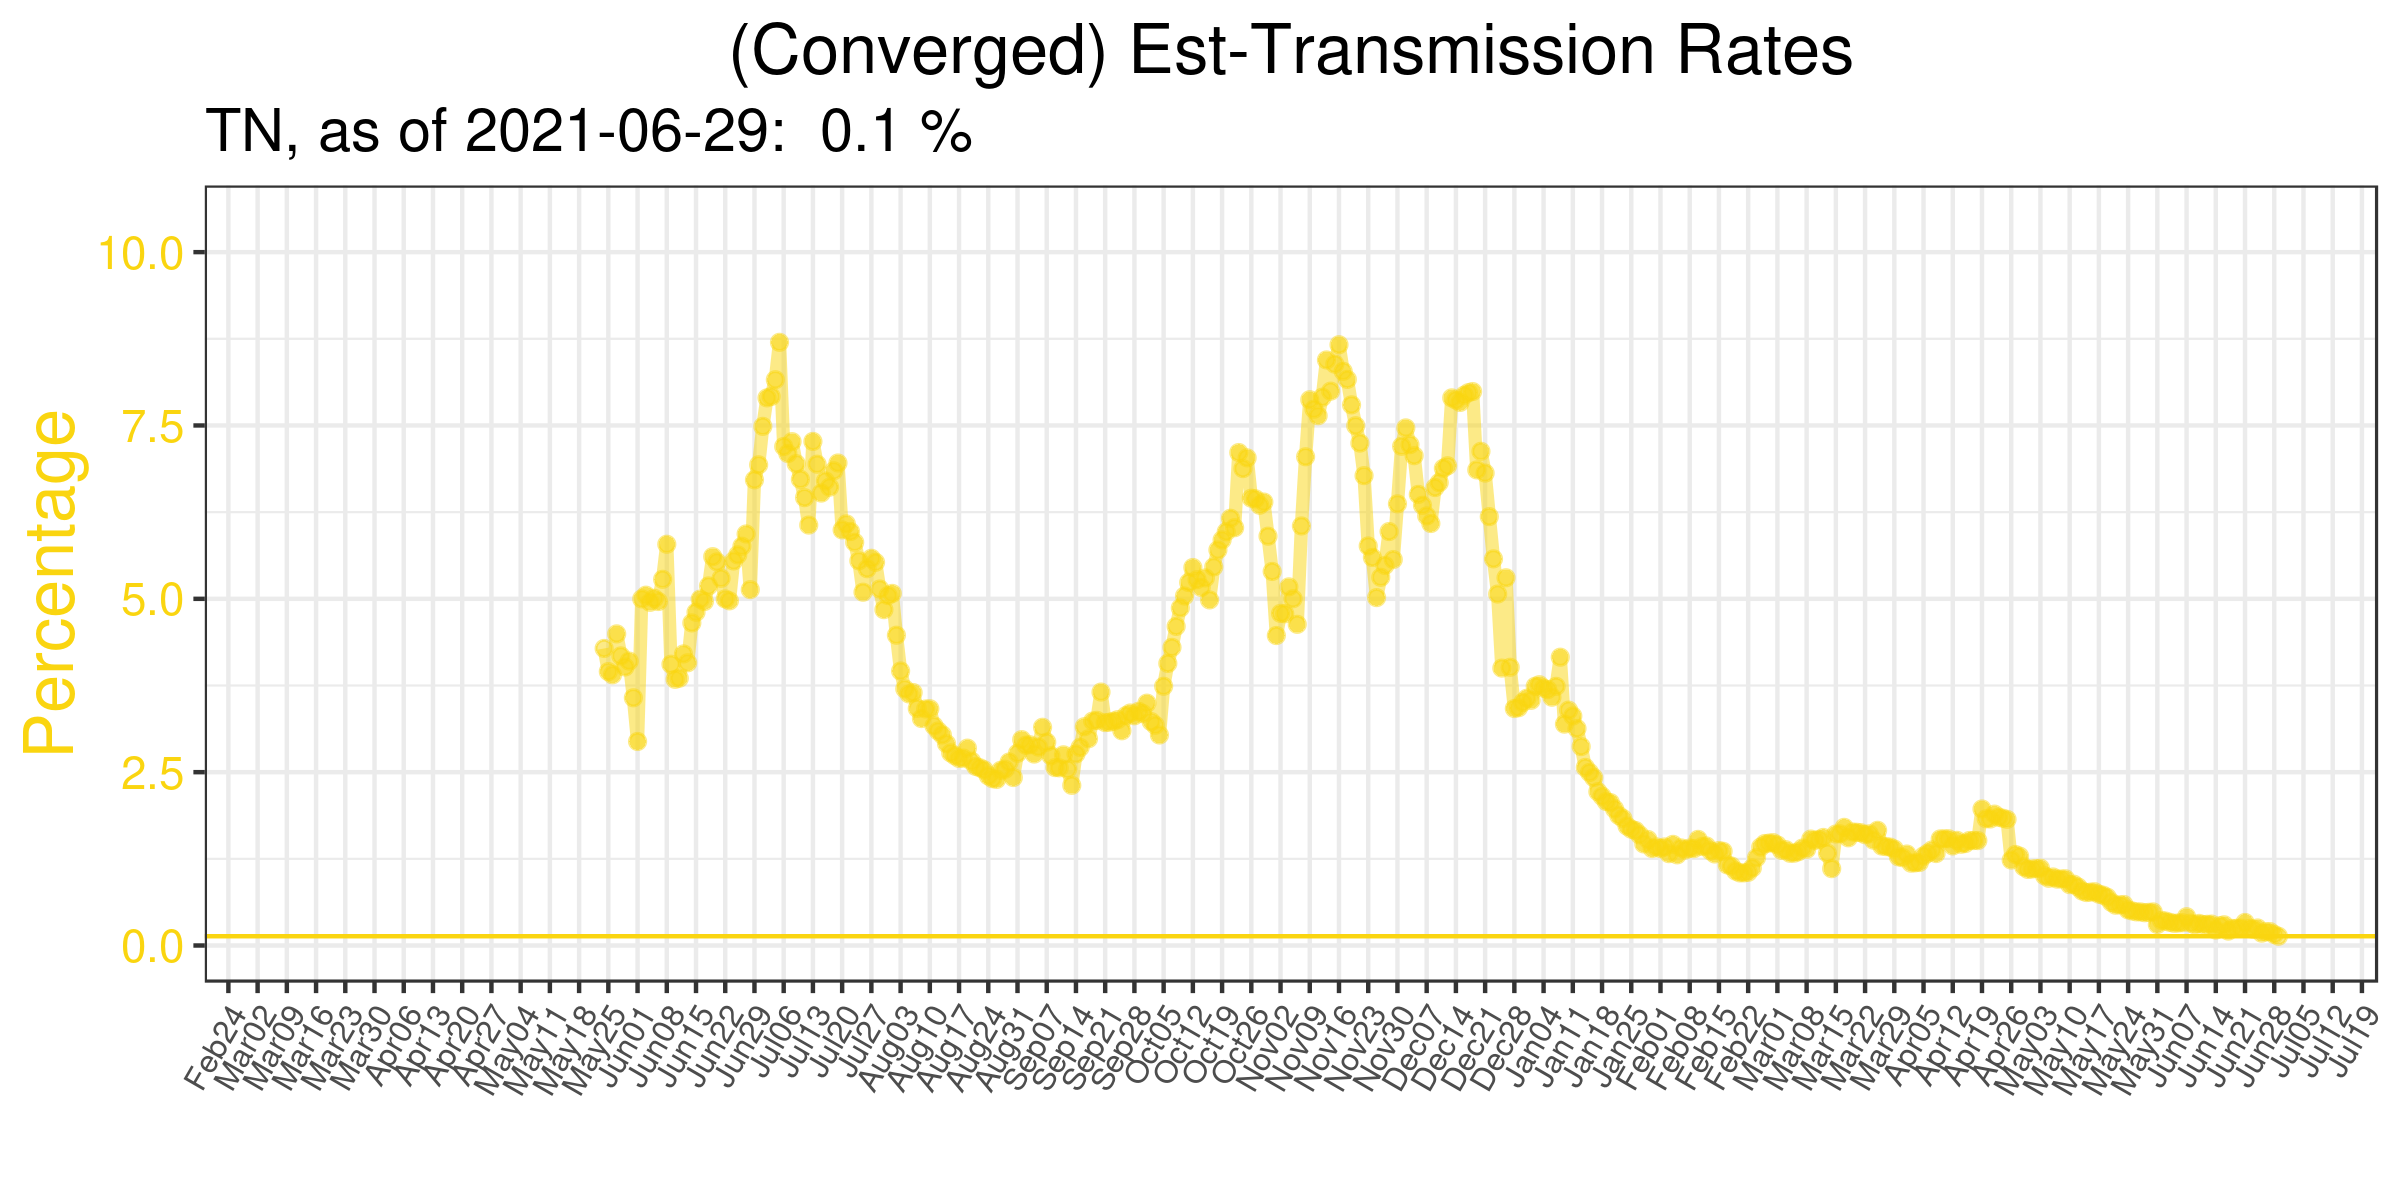 (Converged) Est-Transmission Rates
TN, as of 2021-06-29: 0.1 %
Percentage
10.0
7.5
5.0
2.5
0.0
Feb24
Mar02
Mar09
Mar16
Mar23
Mar30
Apr06
Apr13
Apr20
Apr27
May04
May11
May18
May25
Jun01
Jun08
Jun15
Jun22
Jun29
Jul06
Jul13
Jul20
Jul27
Aug03
Aug10
Aug17
Aug24
Aug31
Sep07
Sep14
Sep21
Sep28
Oct05
Oct12
Oct19
Oct26
Nov02
Nov09
Nov16
Nov23
Nov30
Dec07
Dec14
Dec21
Dec28
Jan04
Jan11
Jan18
Jan25
Feb01
Feb08
Feb15
Feb22
Mar01
Mar08
Mar15
Mar22
Mar29
Apr05
Apr12
Apr19
Apr26
May03
May10
May17
May24
May31
Jun07
Jun14
Jun21
Jun28
Jul05
Jul12
Jul19